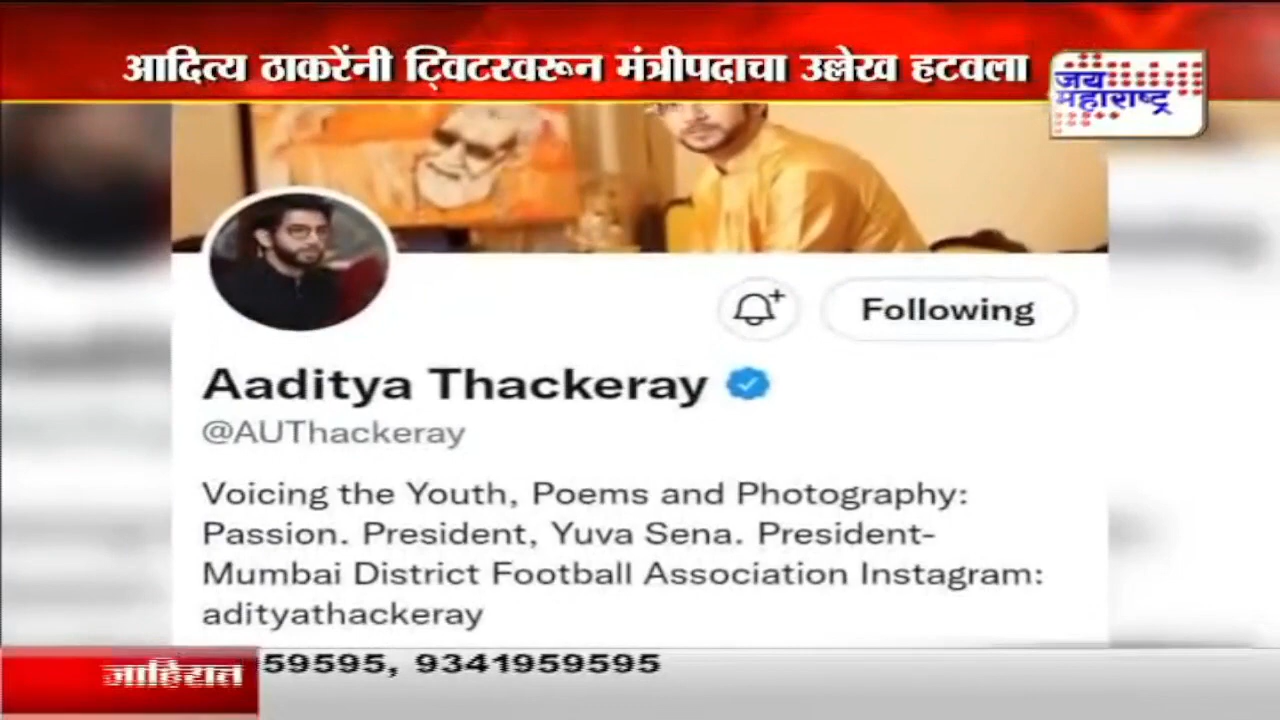 आदित्य ठाकरेंनी ट्विटरवरून मंत्रीपदाचा उल्लेख हटवला
जय
महाराष्ट्र
Following
Aaditya Thackeray
@AUThackeray
Voicing the Youth, Poems and Photography:
Passion. President, Yuva Sena. President-
Mumbai District Football Association Instagram:
adityathackeray
जाहिरात 59595, 9341959595